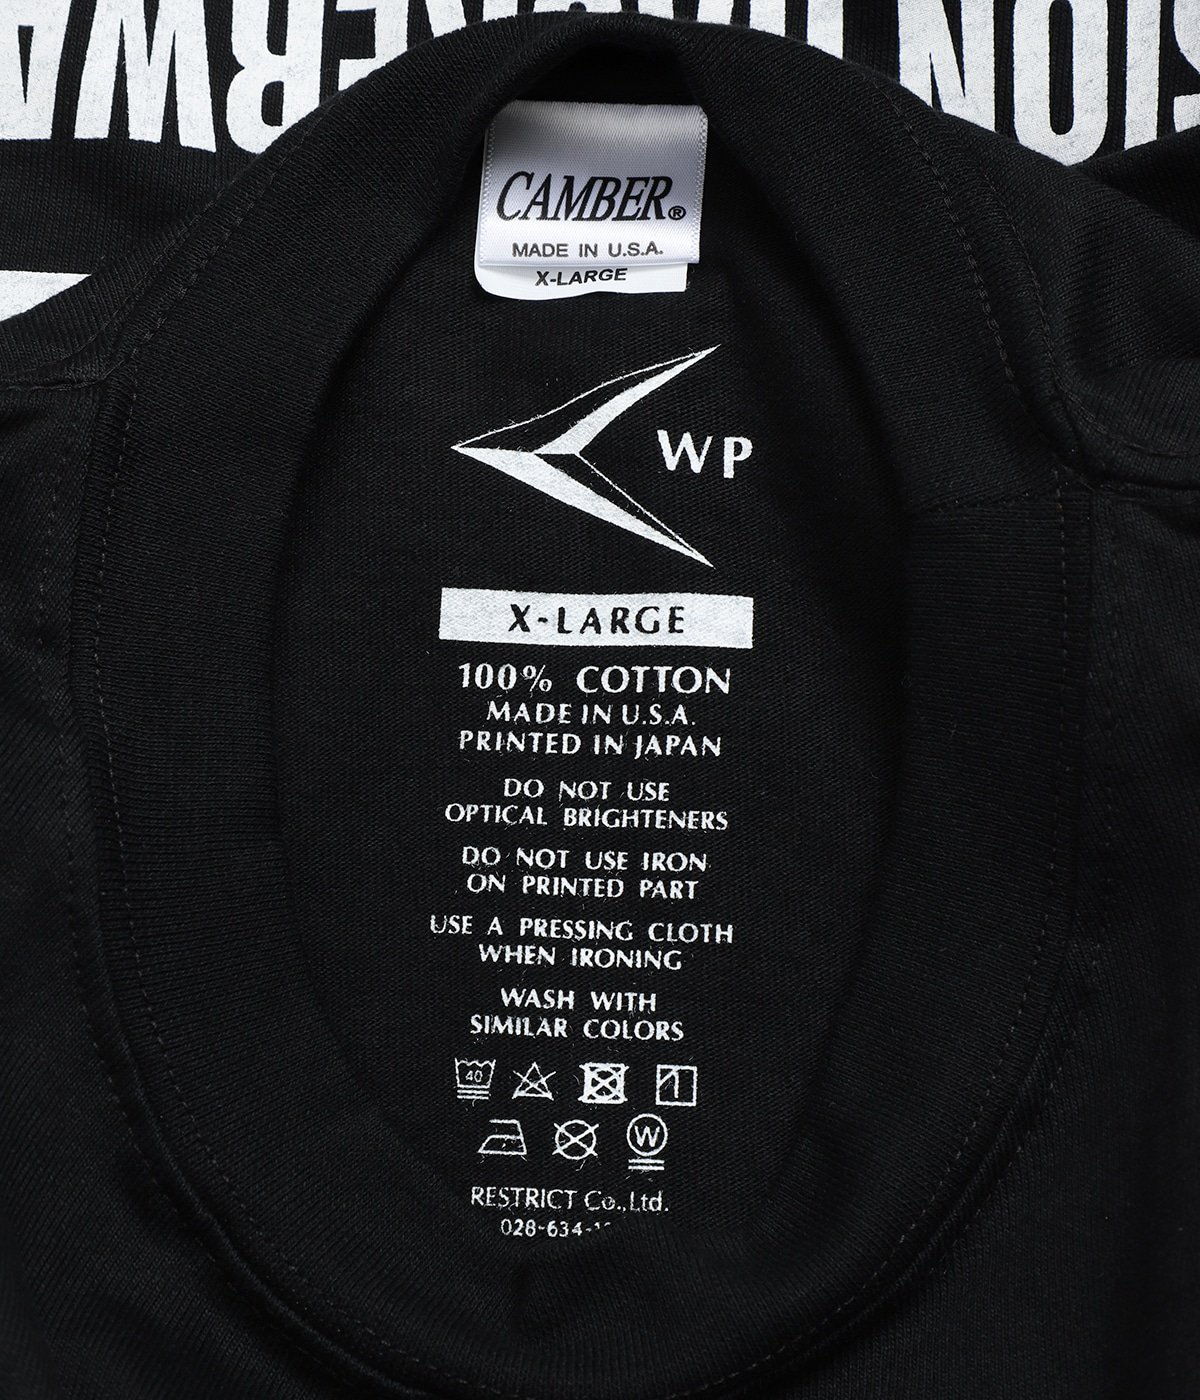 CAMBER®
MADE IN U.S.A.
X-LARGE
WP
X-LARGE
100% COTTON
MADE IN U.S.A.
PRINTED IN JAPAN
DO NOT USE
OPTICAL BRIGHTENERS
DO NOT USE IRON
ON PRINTED PART
USE A PRESSING CLOTH
WHEN IRONING
WASH WITH
SIMILAR COLORS
40
W
RESTRICT Co.,Ltd.
028-634-